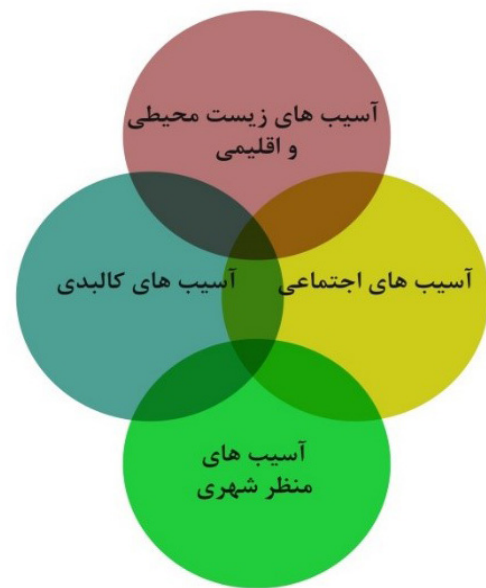 آسیب های زیست محیطی
و اقلیمی
آسیب های اجتماعی
آسیب های کالبدی
آسیب های
منظر شهری